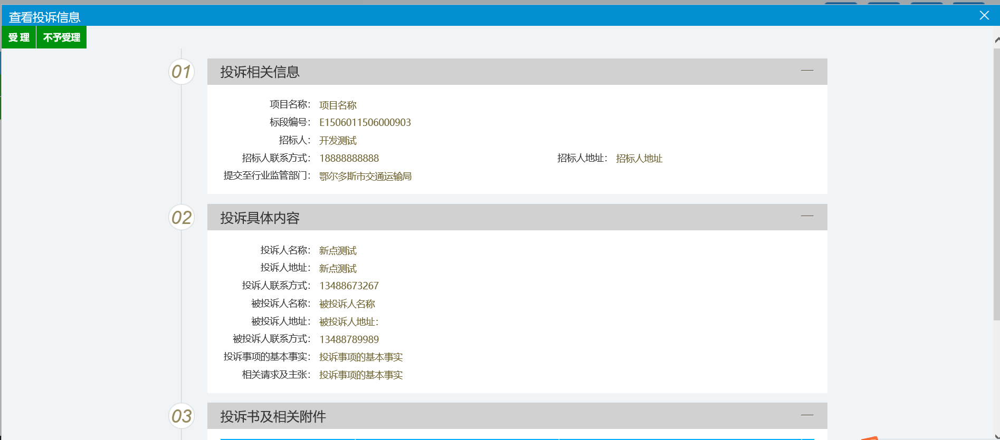 查看投诉信息
受 理 不予受理
01 投诉相关信息
项目名称： 项目名称
标段编号： E1506011506000903
招标人： 开发测试
招标人联系方式： 18888888888 招标人地址： 招标人地址
提交至行业监管部门： 鄂尔多斯市交通运输局
02 投诉具体内容
投诉人名称： 新点测试
投诉人地址： 新点测试
投诉人联系方式： 13488673267
被投诉人名称： 被投诉人名称
被投诉人地址： 被投诉人地址：
被投诉人联系方式： 13488789989
投诉事项的基本事实： 投诉事项的基本事实
相关请求及主张： 投诉事项的基本事实
03 投诉书及相关附件